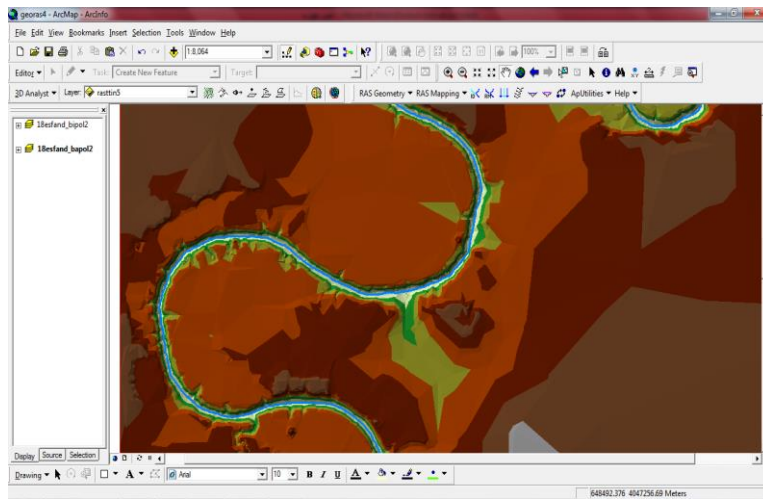 georas4 - ArcMap - ArcInfo
File Edit View Bookmarks Insert Selection Tools Window Help
1:8,064
100%
Editor Task: Create New Feature Target:
3D Analyst Layer: rasttin5 RAS Geometry RAS Mapping ApUtilities Help
18esfand_bipol2
18esfand_bapol2
Display Source Selection
Drawing A Arial 10 B I U A
648492.376 4047256.69 Meters